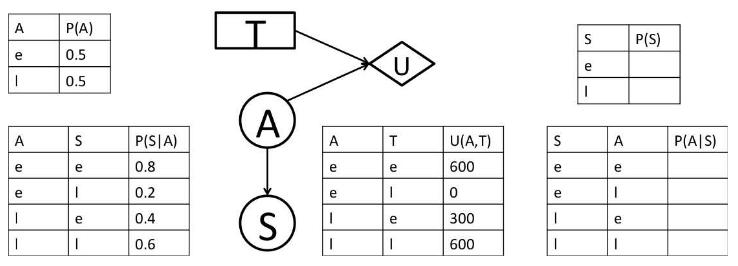 A P(A)
e 0.5
l 0.5
T
U
A
S
S P(S)
e
l
A S P(S|A)
e e 0.8
e l 0.2
l e 0.4
l l 0.6
A T U(A,T)
e e 600
e l 0
l e 300
l l 600
S A P(A|S)
e e
e l
l e
l l